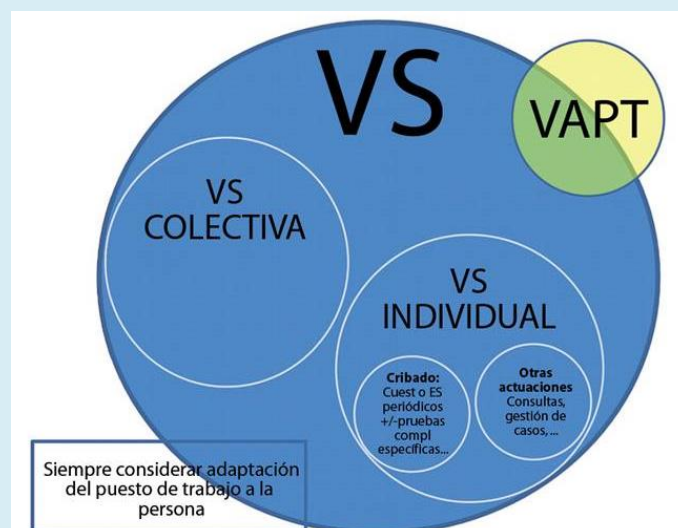 VS
VAPT
VS
COLECTIVA
VS
INDIVIDUAL
Cribado:
Cuest o ES
periódicos
+/-pruebas
compl
específicas...
Otras
actuaciones
Consultas,
gestión de
casos, ...
Siempre considerar adaptación
del puesto de trabajo a la
persona